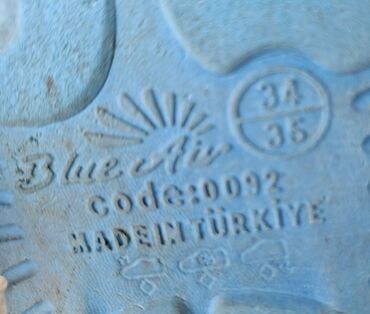 34
35
Blue Air
Code:0092
MADE IN TÜRKİYE